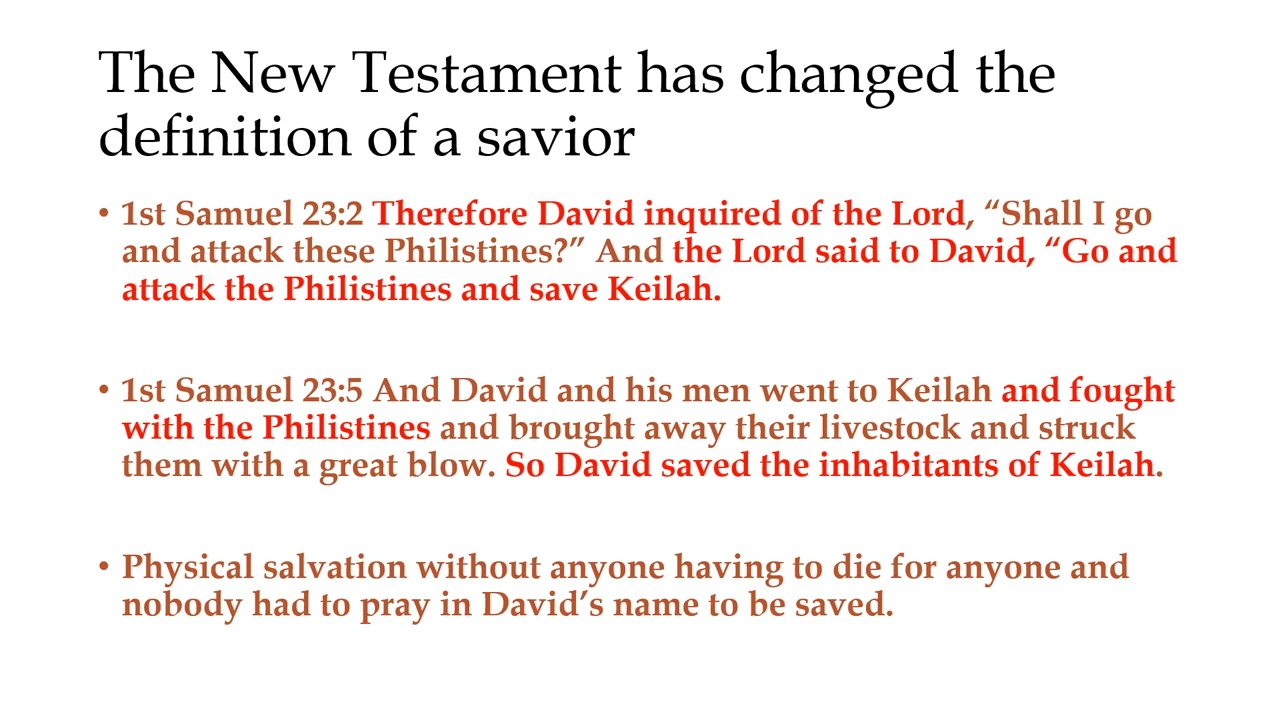 The New Testament has changed the
definition of a savior
• 1st Samuel 23:2 Therefore David inquired of the Lord, “Shall I go
and attack these Philistines?” And the Lord said to David, “Go and
attack the Philistines and save Keilah.
• 1st Samuel 23:5 And David and his men went to Keilah and fought
with the Philistines and brought away their livestock and struck
them with a great blow. So David saved the inhabitants of Keilah.
• Physical salvation without anyone having to die for anyone and
nobody had to pray in David’s name to be saved.